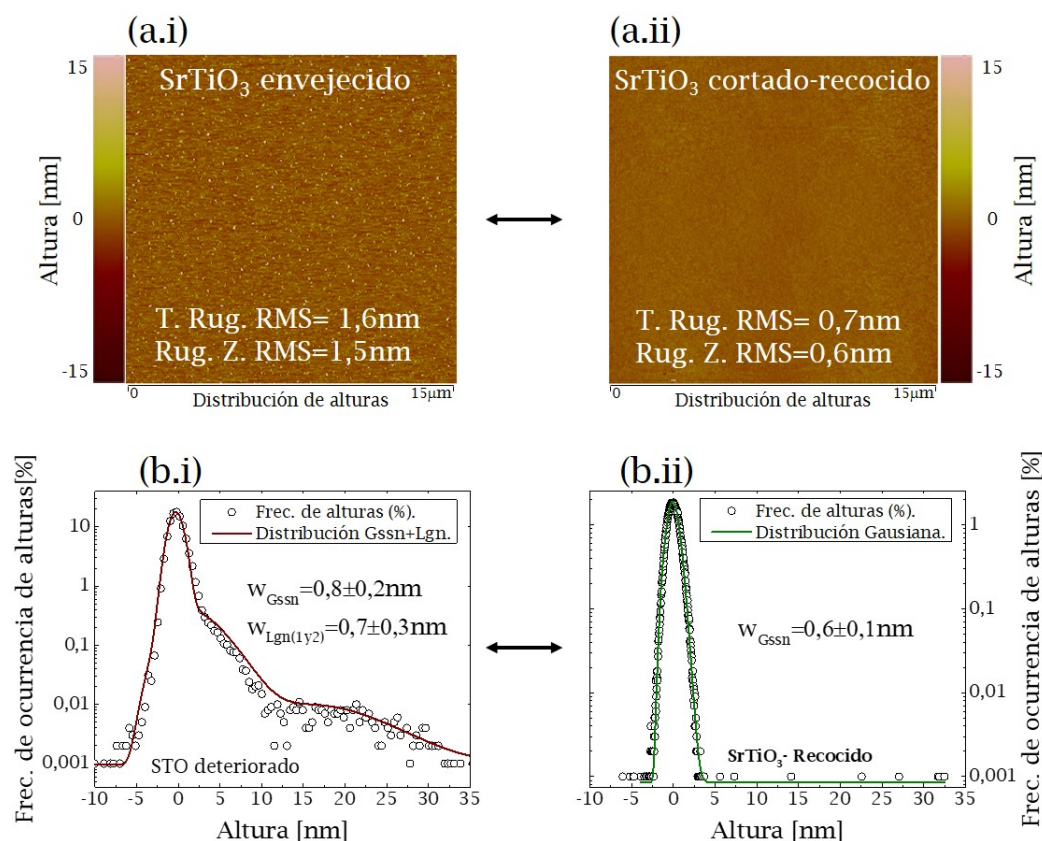 (a.i)
(a.ii)
15
SrTiO₃ envejecido
0
-15
Altura [nm]
T. Rug. RMS= 1,6nm
Rug. Z. RMS=1,5nm
0
15μm
Distribución de alturas
SrTiO₃ cortado-recocido
T. Rug. RMS= 0,7nm
Rug. Z. RMS=0,6nm
0
15μm
Distribución de alturas
15
0
-15
Altura [nm]
(b.i)
Frec. de ocurrencia de alturas[%]
10
1
0,1
0,01
0,001
Frec. de alturas (%).
Distribución Gssn+Lgn.
w_Gssn=0,8±0,2nm
w_Lgn(1y2)=0,7±0,3nm
STO deteriorado
-10 -5 0 5 10 15 20 25 30 35
Altura [nm]
(b.ii)
Frec. de alturas (%).
Distribución Gausiana.
w_Gssn=0,6±0,1nm
SrTiO₃- Recocido
-10 -5 0 5 10 15 20 25 30 35
Altura [nm]
1
0,1
0,01
0,001
Frec. de ocurrencia de alturas [%]